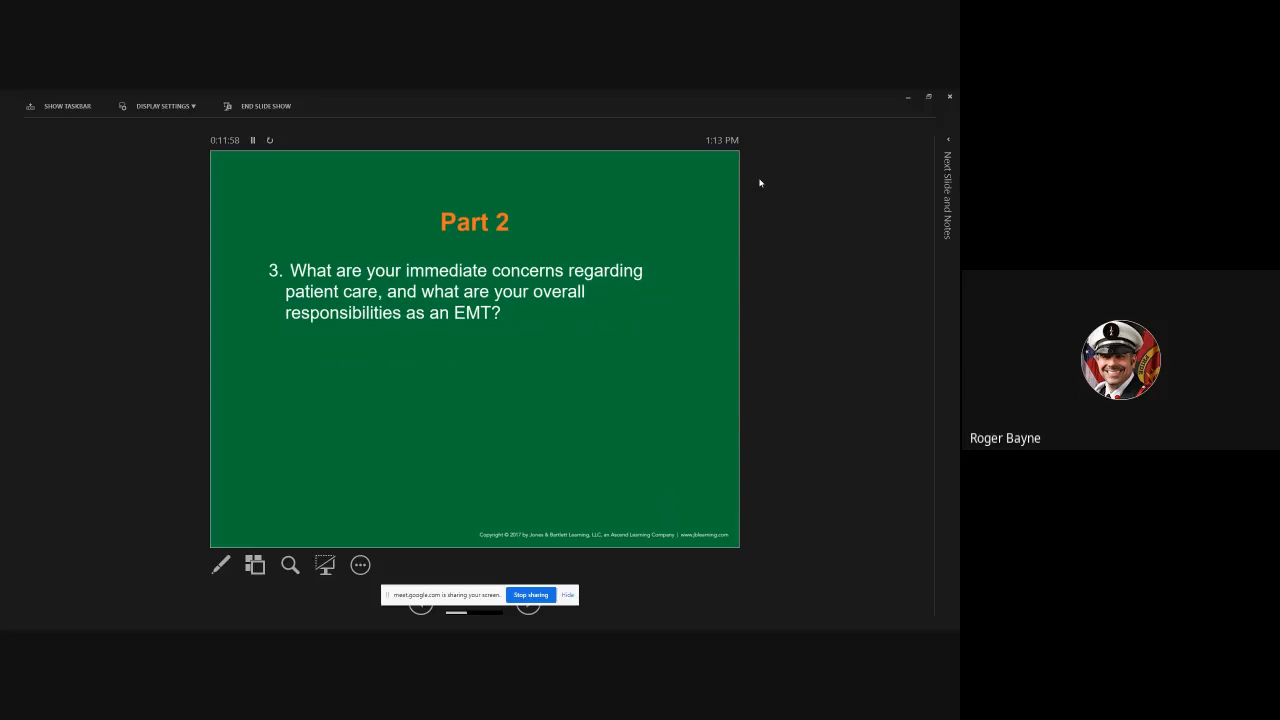 SHOW TASKBAR
DISPLAY SETTINGS ▾
END SLIDE SHOW
0:11:58
1:13 PM
Next Slide and Notes
Part 2
3. What are your immediate concerns regarding
patient care, and what are your overall
responsibilities as an EMT?
Copyright © 2017 by Jones & Bartlett Learning, LLC, an Ascend Learning Company | www.jblearning.com
meet.google.com is sharing your screen.
Stop sharing
Hide
Roger Bayne